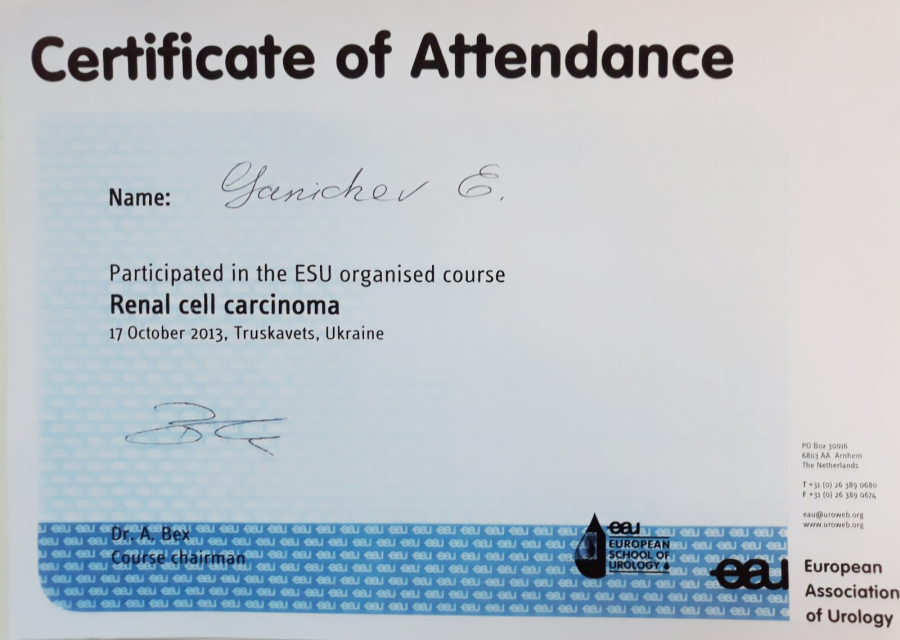 Certificate of Attendance
Name: Yanichev E.
Participated in the ESU organised course
Renal cell carcinoma
17 October 2013, Truskavets, Ukraine
Dr. A. Bex
Course chairman
eau
EUROPEAN
SCHOOL OF
UROLOGY
eau
PO Box 30016
6803 AA Arnhem
The Netherlands
T +31 (0) 26 389 0680
F +31 (0) 26 389 0674
eau@uroweb.org
www.uroweb.org
European
Association
of Urology